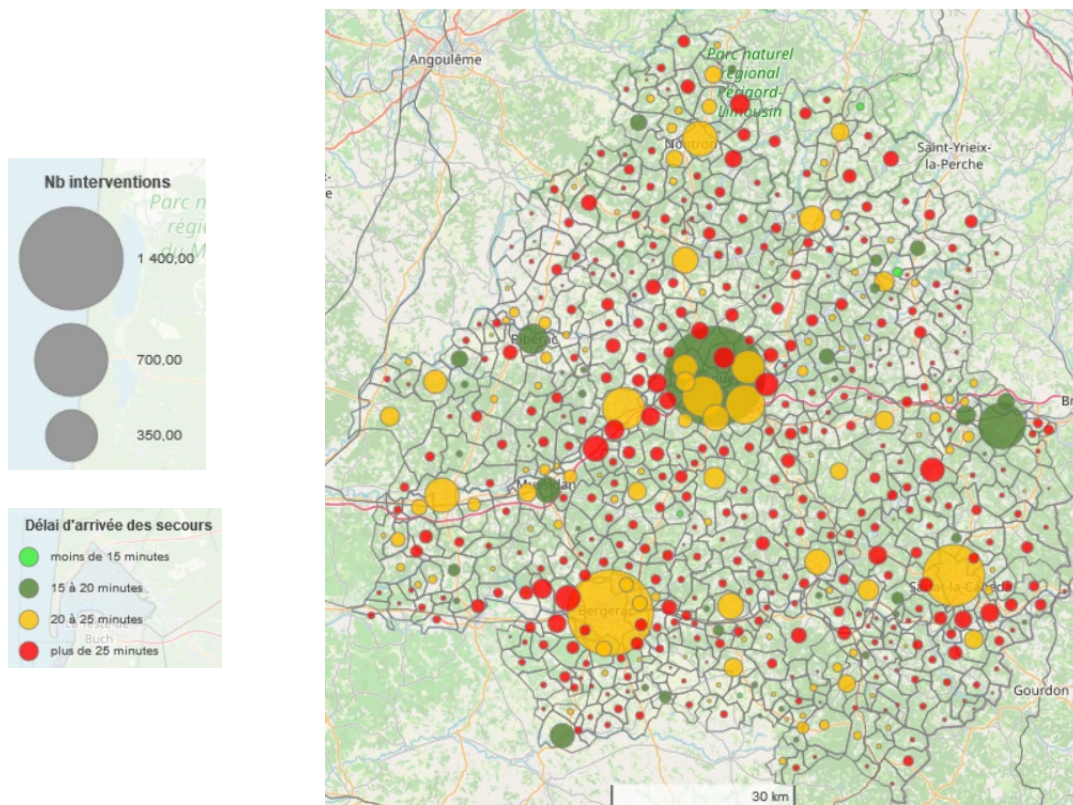 Nb interventions
1 400,00
700,00
350,00
Délai d'arrivée des secours
moins de 15 minutes
15 à 20 minutes
20 à 25 minutes
plus de 25 minutes
Angoulême
Parc naturel
régional
Périgord-
Limousin
Nontron
Saint-Yrieix-
la-Perche
Ribérac
Bergerac
Gourdon
30 km